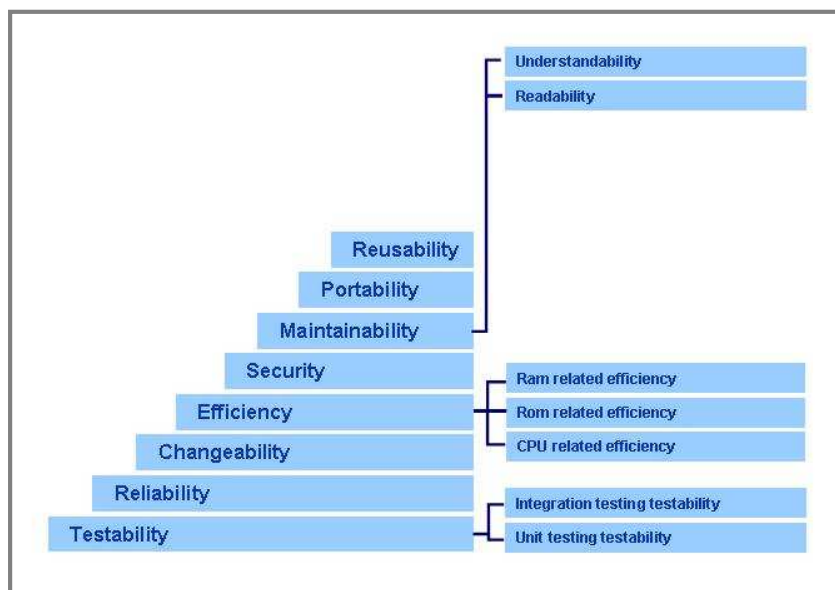 Understandability
Readability
Reusability
Portability
Maintainability
Security
Ram related efficiency
Efficiency
Rom related efficiency
CPU related efficiency
Changeability
Reliability
Integration testing testability
Testability
Unit testing testability